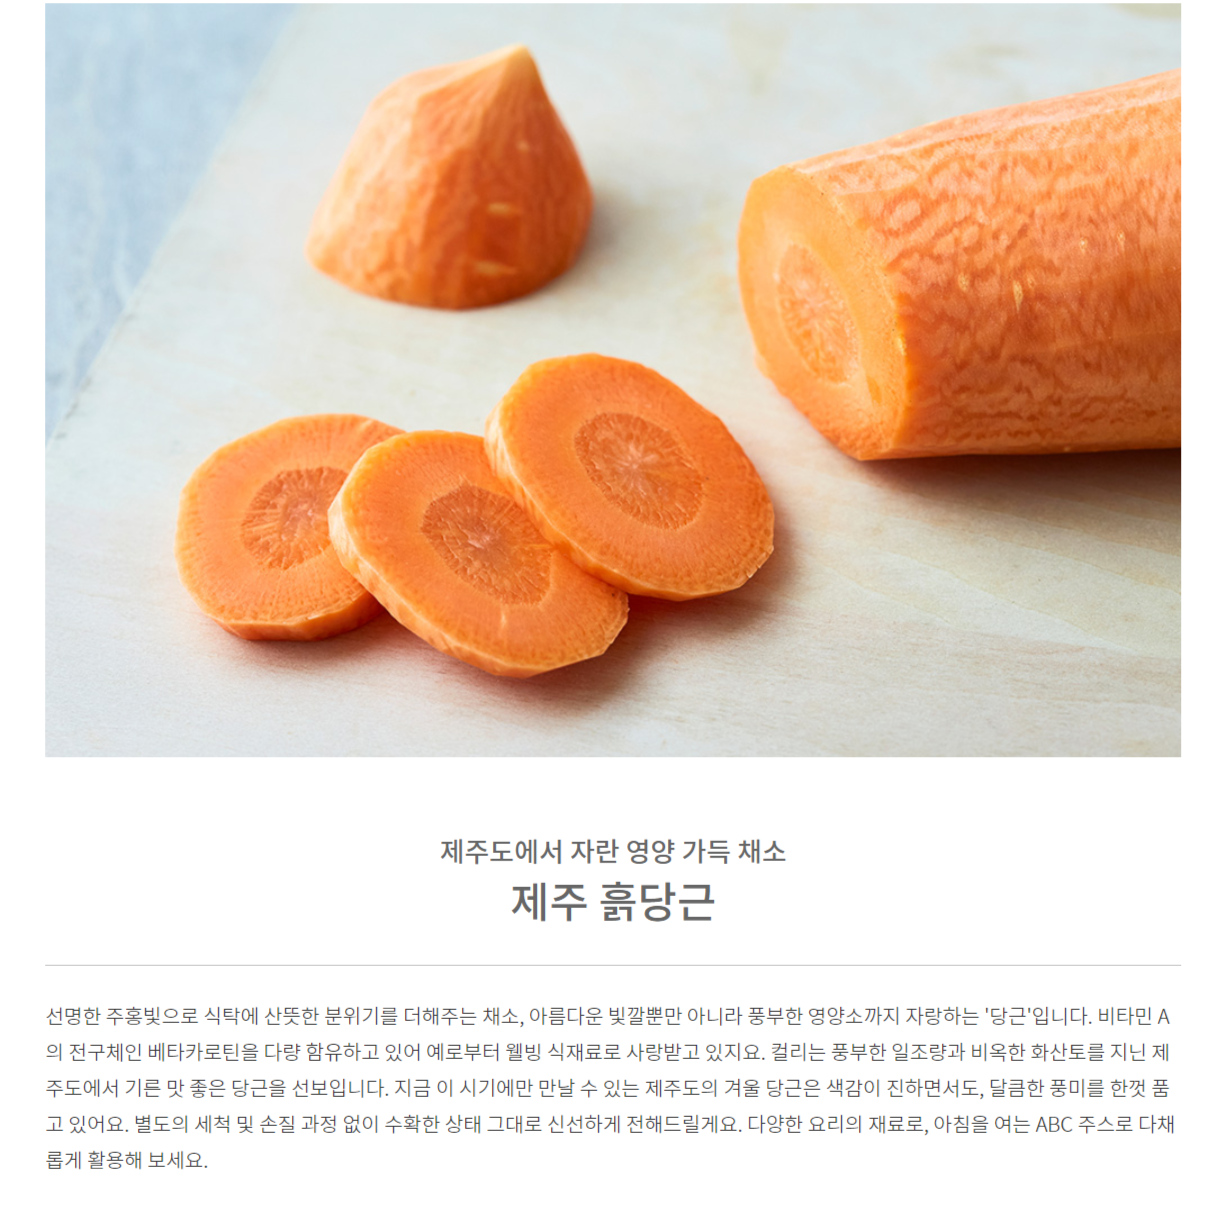 제주도에서 자란 영양 가득 채소
제주 흙당근
선명한 주홍빛으로 식탁에 산뜻한 분위기를 더해주는 채소, 아름다운 빛깔뿐만 아니라 풍부한 영양소까지 자랑하는 '당근'입니다. 비타민 A
의 전구체인 베타카로틴을 다량 함유하고 있어 예로부터 웰빙 식재료로 사랑받고 있지요. 컬리는 풍부한 일조량과 비옥한 화산토를 지닌 제
주도에서 기른 맛 좋은 당근을 선보입니다. 지금 이 시기에만 만날 수 있는 제주도의 겨울 당근은 색감이 진하면서도, 달큼한 풍미를 한껏 품
고 있어요. 별도의 세척 및 손질 과정 없이 수확한 상태 그대로 신선하게 전해드릴게요. 다양한 요리의 재료로, 아침을 여는 ABC 주스로 다채
롭게 활용해 보세요.